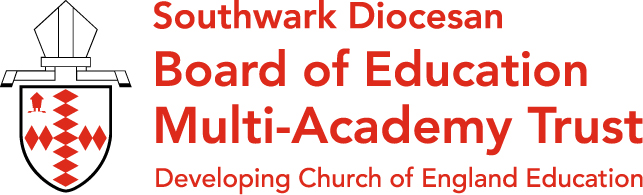 Southwark Diocesan
Board of Education
Multi-Academy Trust
Developing Church of England Education